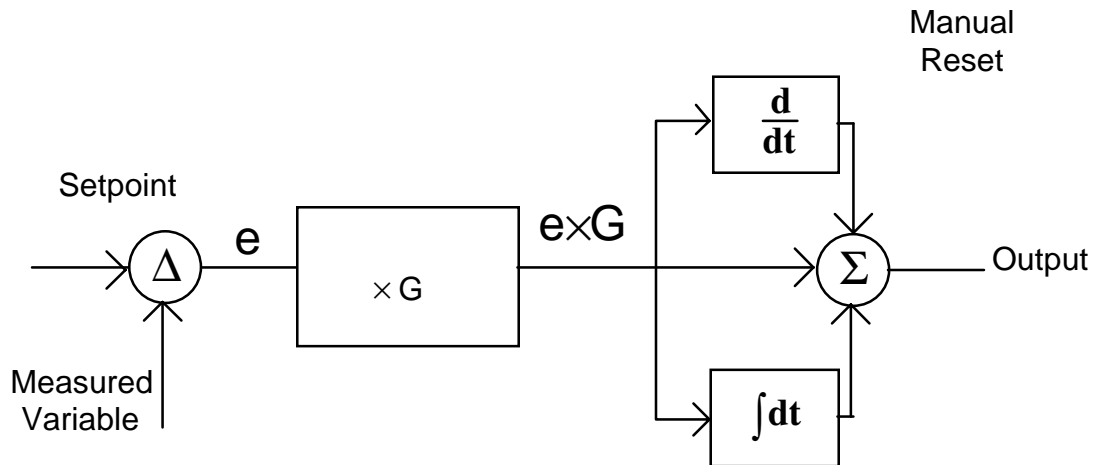 Manual
Reset
d
dt
Setpoint
e
e×G
Δ
× G
Σ
Output
Measured
Variable
∫dt